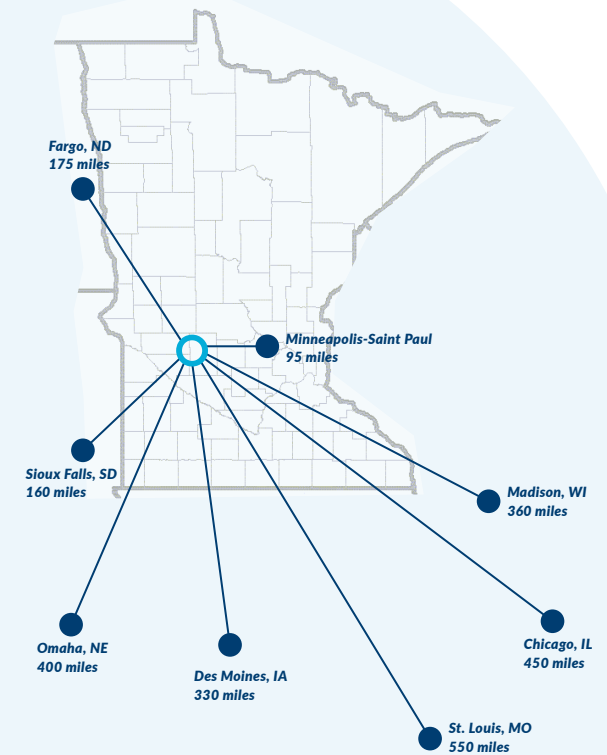 Fargo, ND
175 miles
Minneapolis-Saint Paul
95 miles
Sioux Falls, SD
160 miles
Madison, WI
360 miles
Omaha, NE
400 miles
Des Moines, IA
330 miles
Chicago, IL
450 miles
St. Louis, MO
550 miles